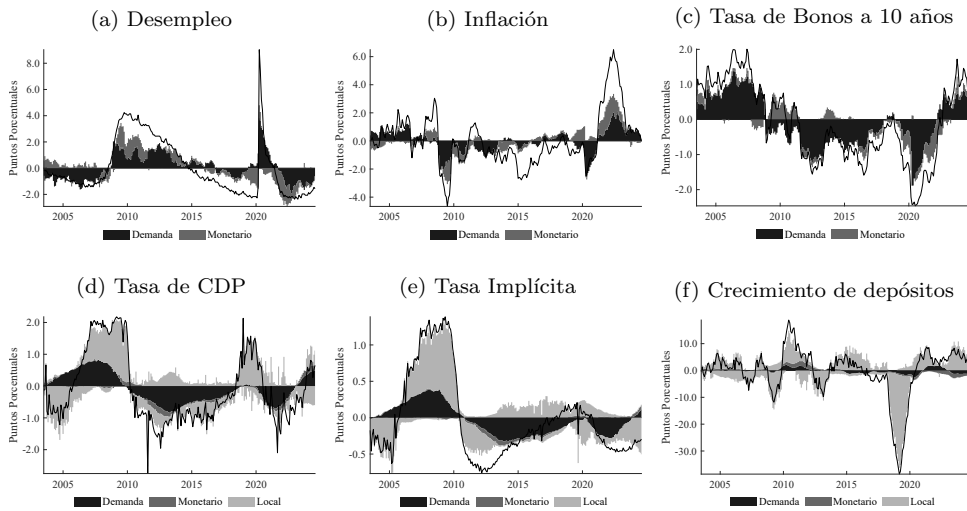 (a) Desempleo
Puntos Porcentuales
8.0
6.0
4.0
2.0
0.0
-2.0
2005 2010 2015 2020
Demanda Monetario
(b) Inflación
Puntos Porcentuales
6.0
4.0
2.0
0.0
-2.0
-4.0
2005 2010 2015 2020
Demanda Monetario
(c) Tasa de Bonos a 10 años
Puntos Porcentuales
2.0
1.0
0.0
-1.0
-2.0
2005 2010 2015 2020
Demanda Monetario
(d) Tasa de CDP
Puntos Porcentuales
2.0
1.0
0.0
-1.0
-2.0
2005 2010 2015 2020
Demanda Monetario Local
(e) Tasa Implícita
Puntos Porcentuales
1.0
0.5
0.0
-0.5
2005 2010 2015 2020
Demanda Monetario Local
(f) Crecimiento de depósitos
Puntos Porcentuales
10.0
0.0
-10.0
-20.0
-30.0
2005 2010 2015 2020
Demanda Monetario Local